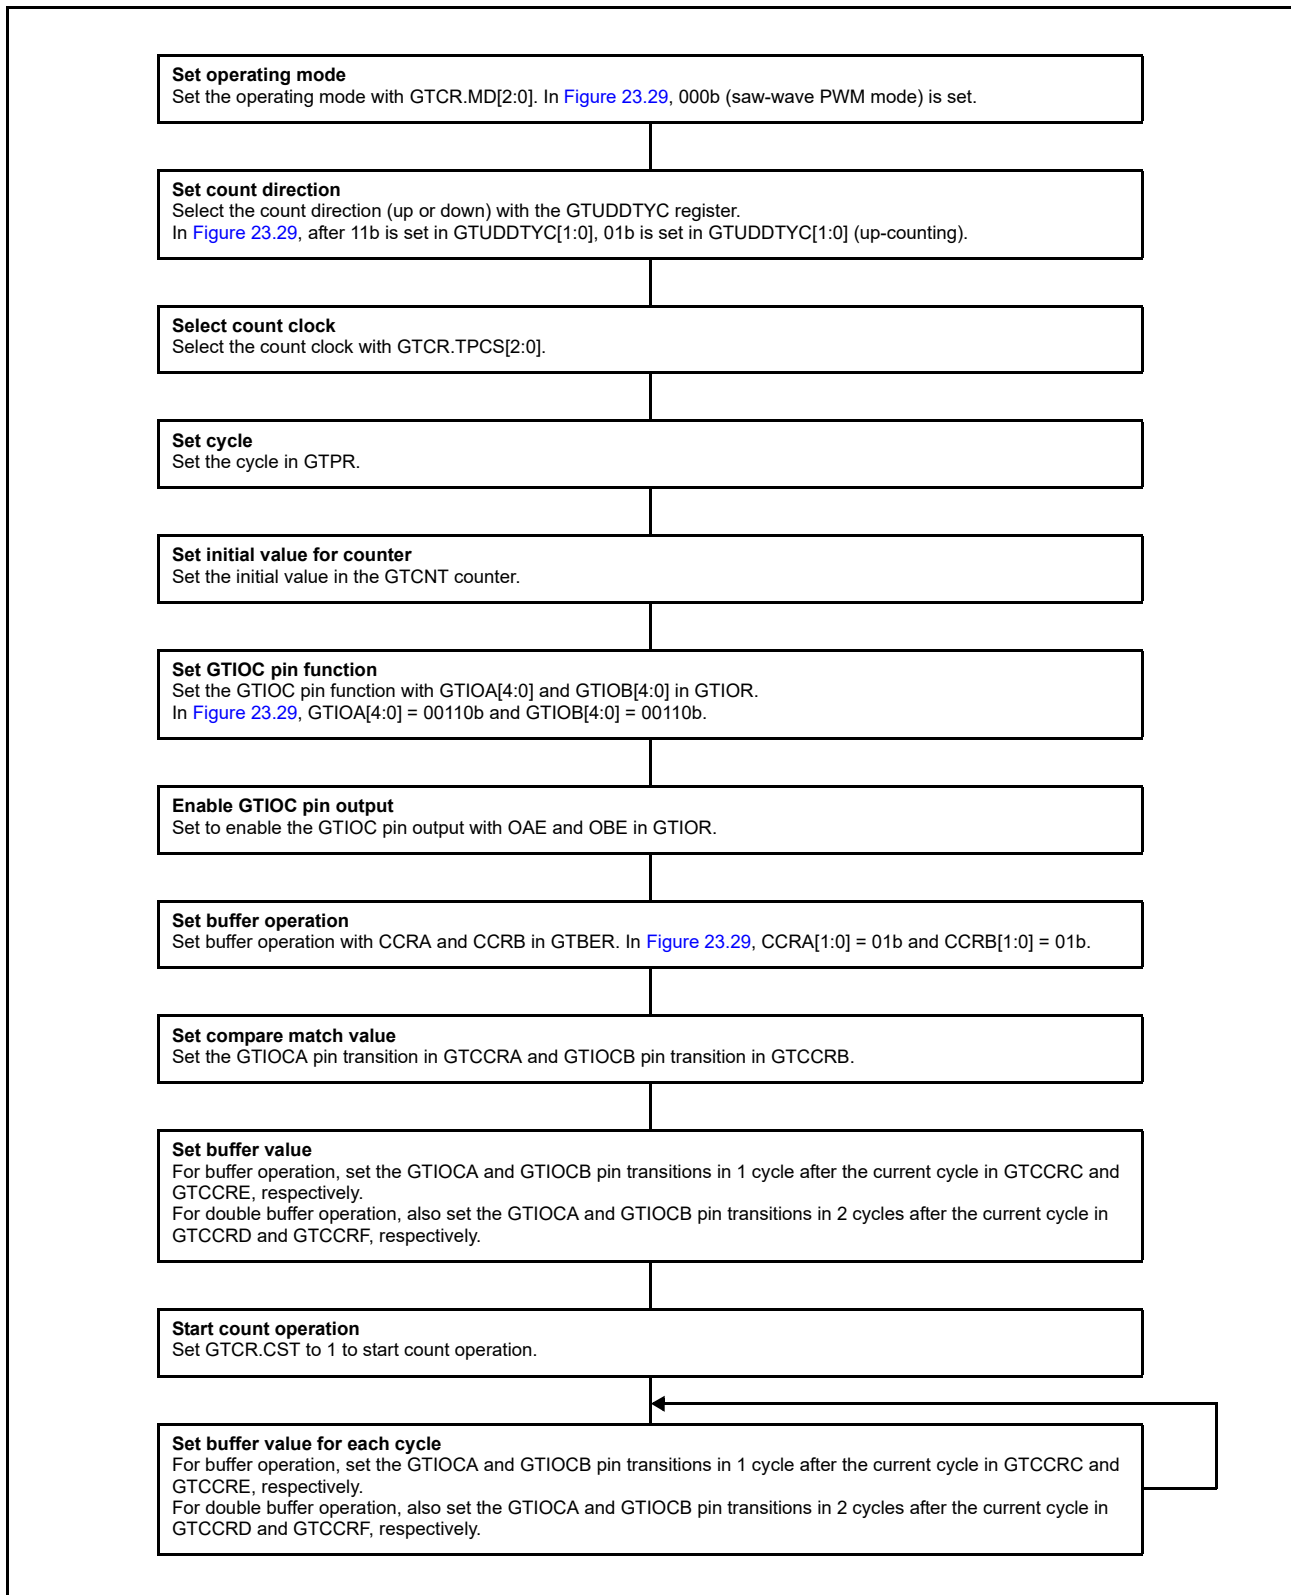 Set operating mode
Set the operating mode with GTCR.MD[2:0]. In Figure 23.29, 000b (saw-wave PWM mode) is set.
Set count direction
Select the count direction (up or down) with the GTUDDTYC register.
In Figure 23.29, after 11b is set in GTUDDTYC[1:0], 01b is set in GTUDDTYC[1:0] (up-counting).
Select count clock
Select the count clock with GTCR.TPCS[2:0].
Set cycle
Set the cycle in GTPR.
Set initial value for counter
Set the initial value in the GTCNT counter.
Set GTIOC pin function
Set the GTIOC pin function with GTIOA[4:0] and GTIOB[4:0] in GTIOR.
In Figure 23.29, GTIOA[4:0] = 00110b and GTIOB[4:0] = 00110b.
Enable GTIOC pin output
Set to enable the GTIOC pin output with OAE and OBE in GTIOR.
Set buffer operation
Set buffer operation with CCRA and CCRB in GTBER. In Figure 23.29, CCRA[1:0] = 01b and CCRB[1:0] = 01b.
Set compare match value
Set the GTIOCA pin transition in GTCCRA and GTIOCB pin transition in GTCCRB.
Set buffer value
For buffer operation, set the GTIOCA and GTIOCB pin transitions in 1 cycle after the current cycle in GTCCRC and
GTCCRE, respectively.
For double buffer operation, also set the GTIOCA and GTIOCB pin transitions in 2 cycles after the current cycle in
GTCCRD and GTCCRF, respectively.
Start count operation
Set GTCR.CST to 1 to start count operation.
Set buffer value for each cycle
For buffer operation, set the GTIOCA and GTIOCB pin transitions in 1 cycle after the current cycle in GTCCRC and
GTCCRE, respectively.
For double buffer operation, also set the GTIOCA and GTIOCB pin transitions in 2 cycles after the current cycle in
GTCCRD and GTCCRF, respectively.